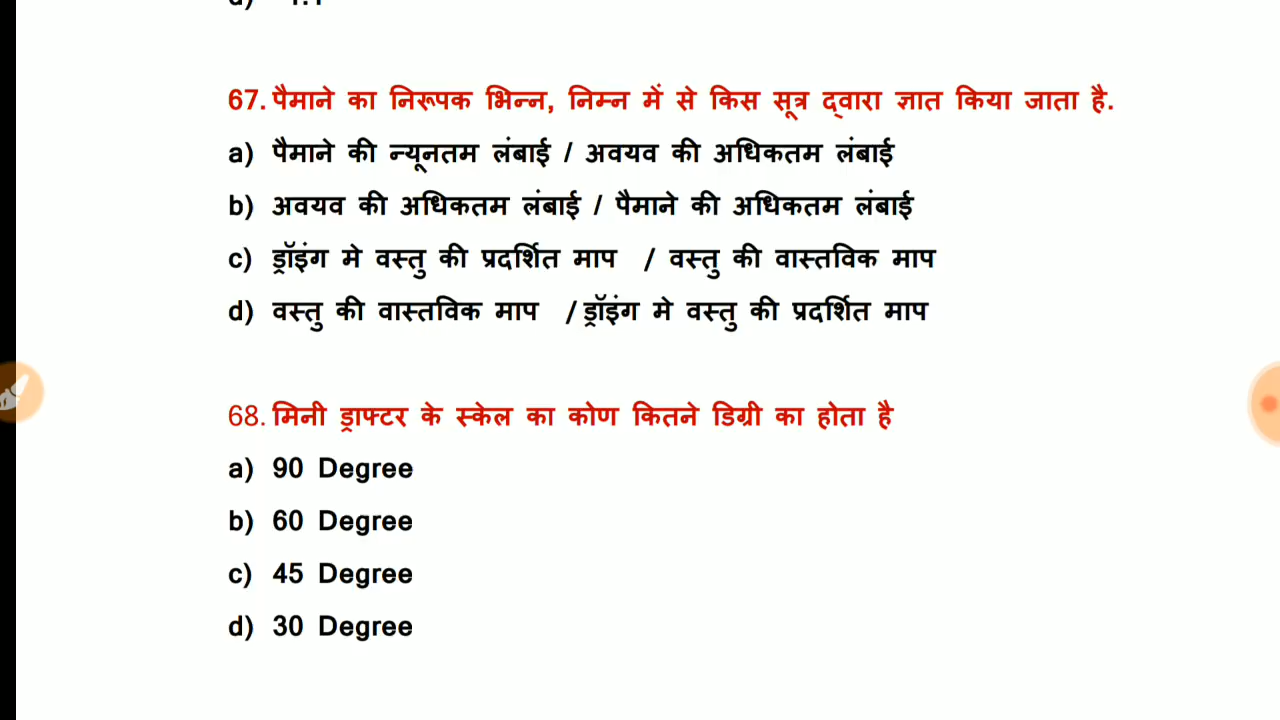 67. पैमाने का निरूपक भिन्न, निम्न में से किस सूत्र द्वारा ज्ञात किया जाता है.
a) पैमाने की न्यूनतम लंबाई / अवयव की अधिकतम लंबाई
b) अवयव की अधिकतम लंबाई / पैमाने की अधिकतम लंबाई
c) ड्रॉइंग मे वस्तु की प्रदर्शित माप / वस्तु की वास्तविक माप
d) वस्तु की वास्तविक माप / ड्रॉइंग मे वस्तु की प्रदर्शित माप
68. मिनी ड्राफ्टर के स्केल का कोण कितने डिग्री का होता है
a) 90 Degree
b) 60 Degree
c) 45 Degree
d) 30 Degree